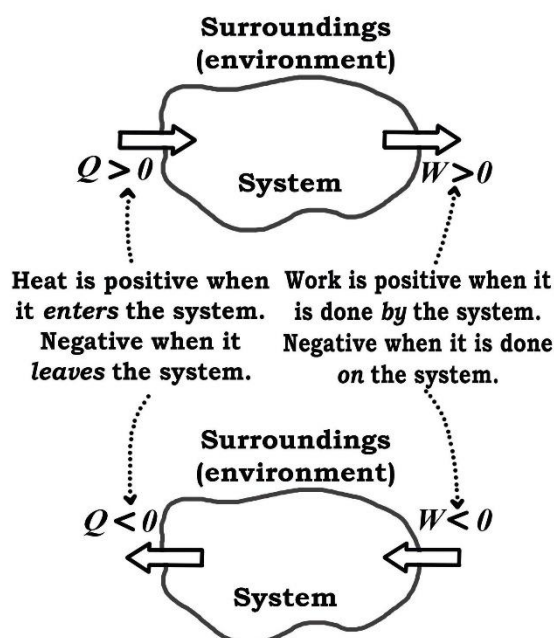 Surroundings
(environment)
Q > 0
W > 0
System
Heat is positive when
it enters the system.
Negative when it
leaves the system.
Work is positive when it
is done by the system.
Negative when it is done
on the system.
Surroundings
(environment)
Q < 0
W < 0
System